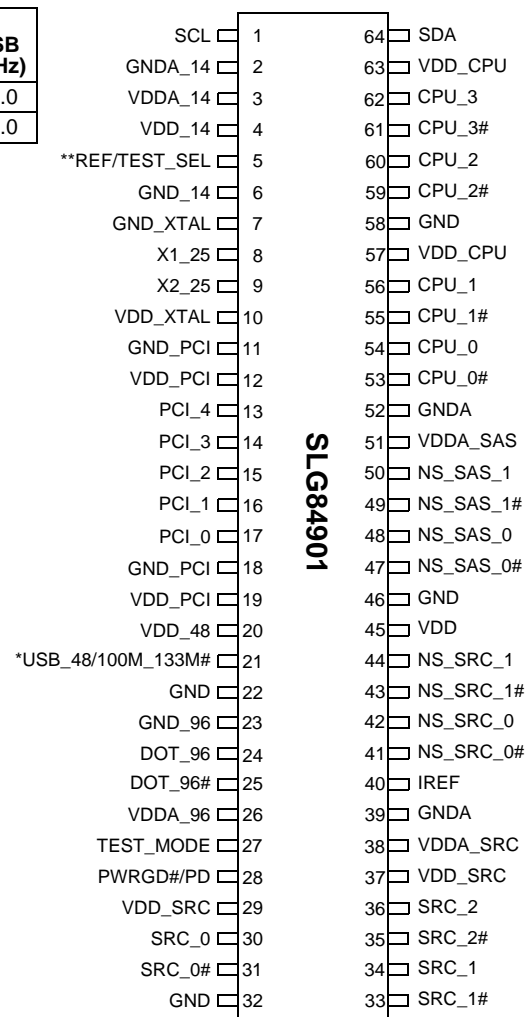 SB
Hz)
.0
.0
SCL 1
GNDA_14 2
VDDA_14 3
VDD_14 4
**REF/TEST_SEL 5
GND_14 6
GND_XTAL 7
X1_25 8
X2_25 9
VDD_XTAL 10
GND_PCI 11
VDD_PCI 12
PCI_4 13
PCI_3 14
PCI_2 15
PCI_1 16
PCI_0 17
GND_PCI 18
VDD_PCI 19
VDD_48 20
*USB_48/100M_133M# 21
GND 22
GND_96 23
DOT_96 24
DOT_96# 25
VDDA_96 26
TEST_MODE 27
PWRGD#/PD 28
VDD_SRC 29
SRC_0 30
SRC_0# 31
GND 32
SLG84901
64 SDA
63 VDD_CPU
62 CPU_3
61 CPU_3#
60 CPU_2
59 CPU_2#
58 GND
57 VDD_CPU
56 CPU_1
55 CPU_1#
54 CPU_0
53 CPU_0#
52 GNDA
51 VDDA_SAS
50 NS_SAS_1
49 NS_SAS_1#
48 NS_SAS_0
47 NS_SAS_0#
46 GND
45 VDD
44 NS_SRC_1
43 NS_SRC_1#
42 NS_SRC_0
41 NS_SRC_0#
40 IREF
39 GNDA
38 VDDA_SRC
37 VDD_SRC
36 SRC_2
35 SRC_2#
34 SRC_1
33 SRC_1#